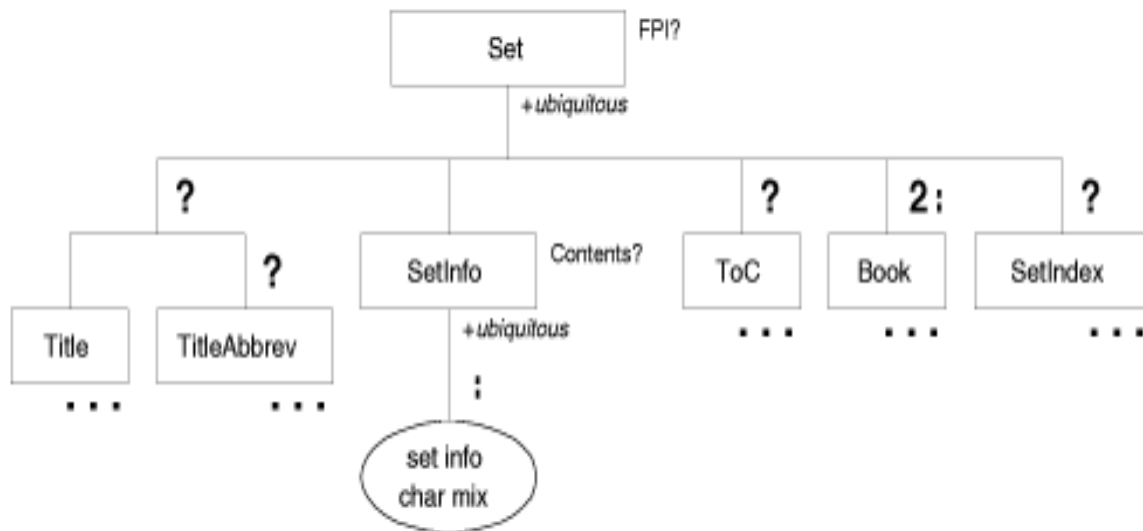 Set
FPI?
+ubiquitous
?
?
2:
?
?
SetInfo
Contents?
ToC
Book
SetIndex
Title
TitleAbbrev
+ubiquitous
...
...
...
...
...
:
set info
char mix